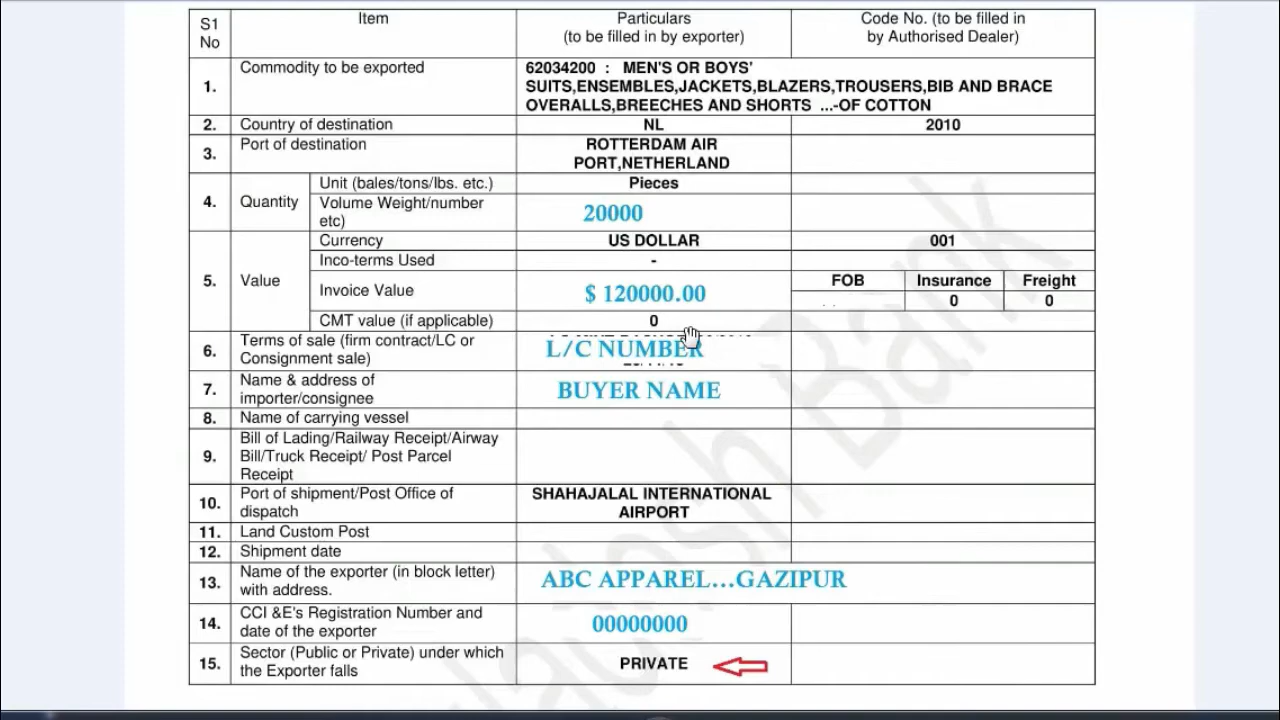 S1 No
Item
Particulars
(to be filled in by exporter)
Code No. (to be filled in
by Authorised Dealer)
1.
Commodity to be exported
62034200 : MEN'S OR BOYS'
SUITS,ENSEMBLES,JACKETS,BLAZERS,TROUSERS,BIB AND BRACE
OVERALLS,BREECHES AND SHORTS ...-OF COTTON
2.
Country of destination
NL
2010
3.
Port of destination
ROTTERDAM AIR
PORT,NETHERLAND
4.
Quantity
Unit (bales/tons/lbs. etc.)
Pieces
Volume Weight/number
etc)
20000
5.
Value
Currency
US DOLLAR
001
Inco-terms Used
-
Invoice Value
$ 120000.00
FOB
Insurance
Freight
0
0
CMT value (if applicable)
0
6.
Terms of sale (firm contract/LC or
Consignment sale)
L/C NUMBER
7.
Name & address of
importer/consignee
BUYER NAME
8.
Name of carrying vessel
9.
Bill of Lading/Railway Receipt/Airway
Bill/Truck Receipt/ Post Parcel
Receipt
10.
Port of shipment/Post Office of
dispatch
SHAHAJALAL INTERNATIONAL
AIRPORT
11.
Land Custom Post
12.
Shipment date
13.
Name of the exporter (in block letter)
with address.
ABC APPAREL...GAZIPUR
14.
CCI &E's Registration Number and
date of the exporter
00000000
15.
Sector (Public or Private) under which
the Exporter falls
PRIVATE
Bank